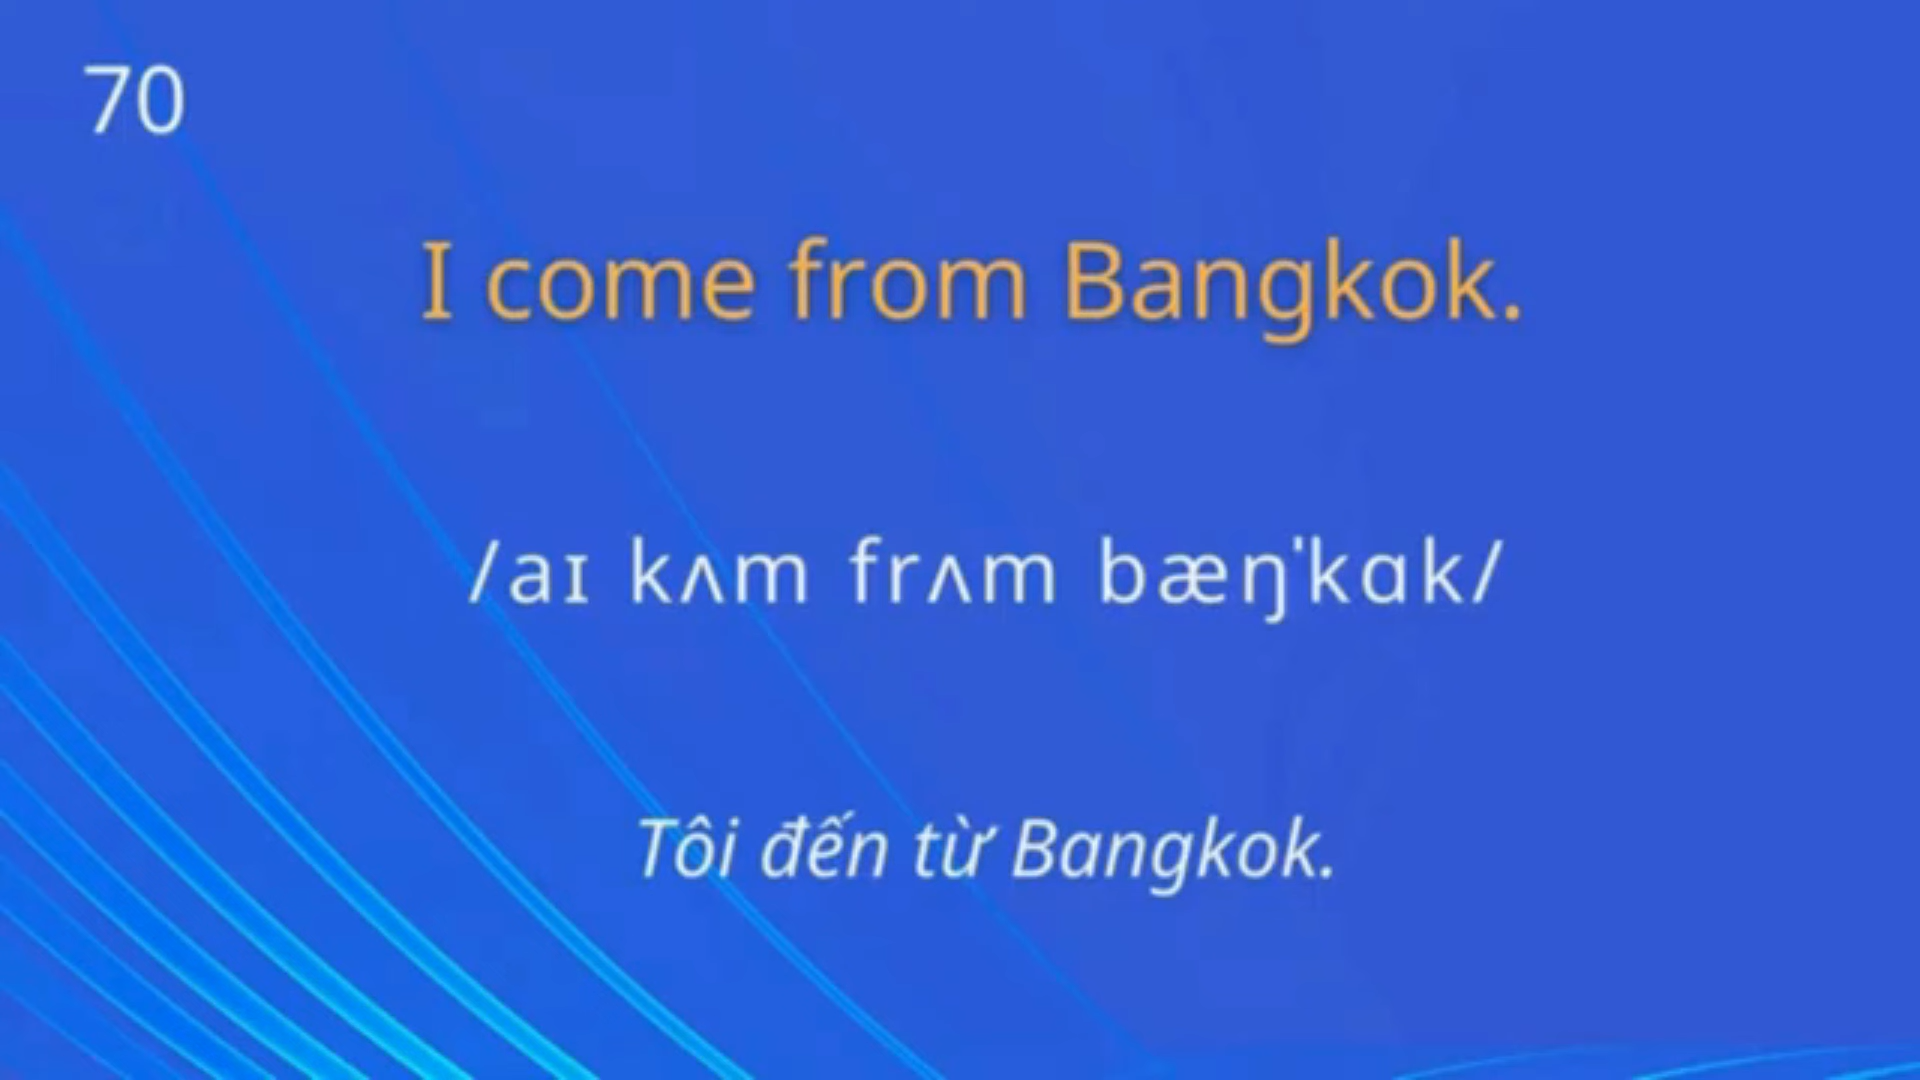 70
I come from Bangkok.
/aɪ kʌm frʌm bæŋˈkɑk/
Tôi đến từ Bangkok.